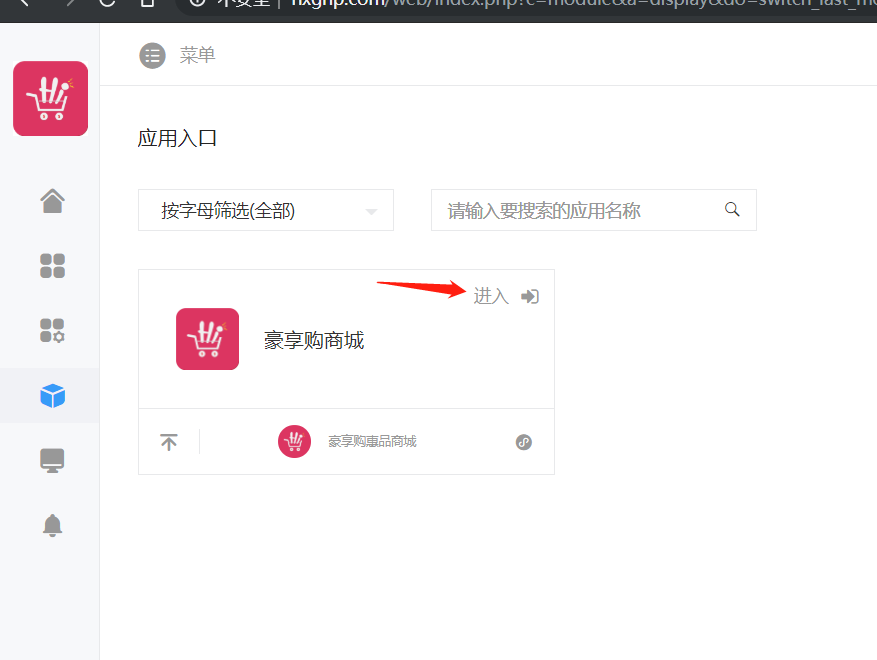 不安全 | hxghp.com/web/index.php?c=module&a=display&do=switch_last_mo
菜单
应用入口
按字母筛选(全部)
请输入要搜索的应用名称
进入
豪享购商城
豪享购惠品商城